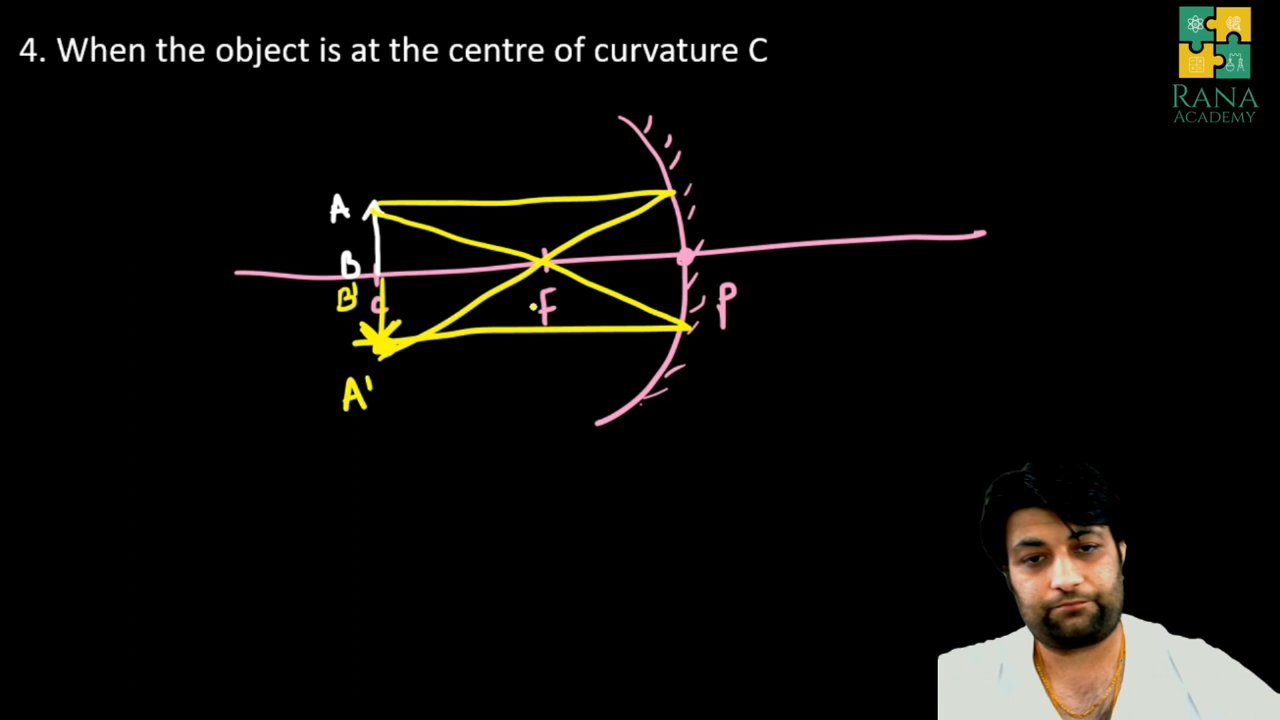 4. When the object is at the centre of curvature C
RANA
ACADEMY
A
B
B'
C
F
P
A'